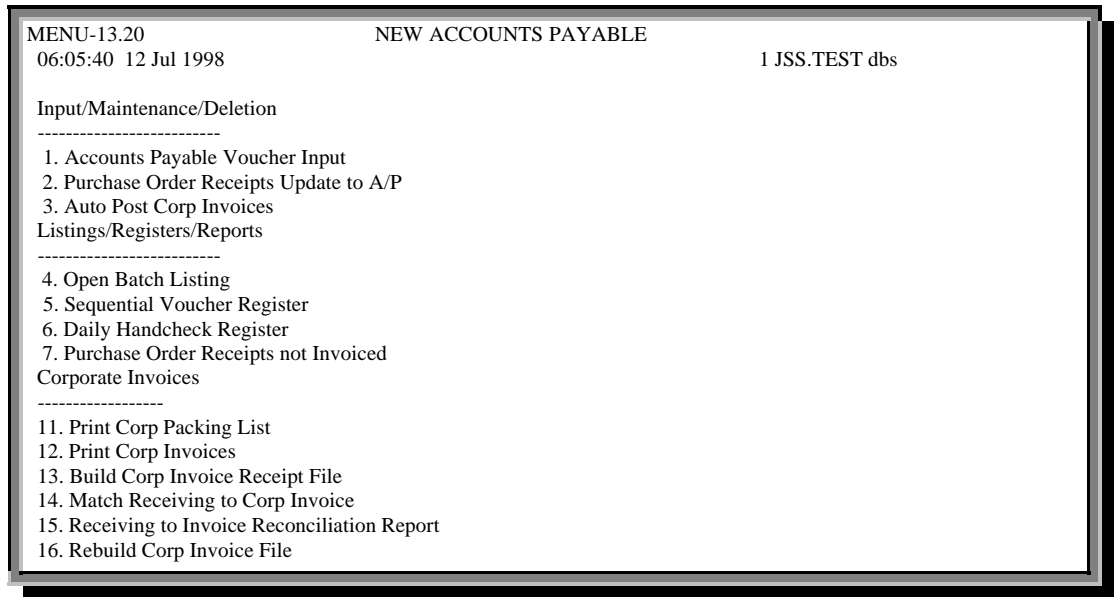 MENU-13.20 NEW ACCOUNTS PAYABLE
06:05:40 12 Jul 1998 1 JSS.TEST dbs
Input/Maintenance/Deletion
--------------------------
1. Accounts Payable Voucher Input
2. Purchase Order Receipts Update to A/P
3. Auto Post Corp Invoices
Listings/Registers/Reports
--------------------------
4. Open Batch Listing
5. Sequential Voucher Register
6. Daily Handcheck Register
7. Purchase Order Receipts not Invoiced
Corporate Invoices
------------------
11. Print Corp Packing List
12. Print Corp Invoices
13. Build Corp Invoice Receipt File
14. Match Receiving to Corp Invoice
15. Receiving to Invoice Reconciliation Report
16. Rebuild Corp Invoice File